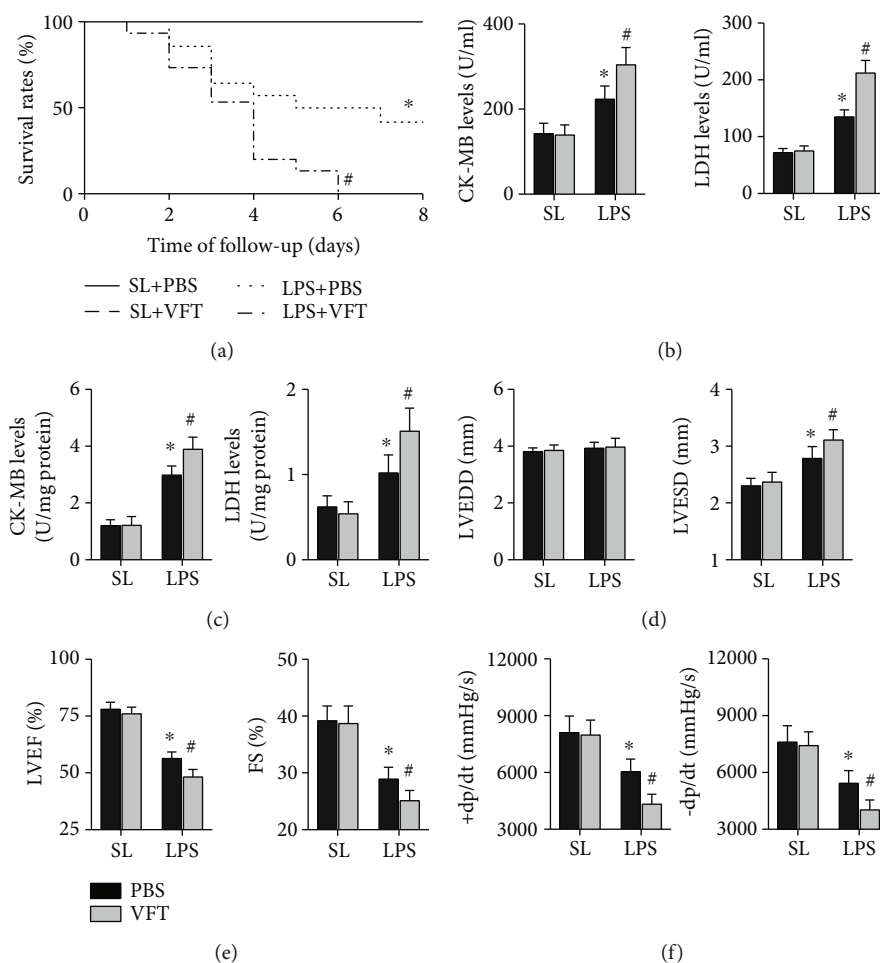 100
50
0
Survival rates (%)
*
#
0 2 4 6 8
Time of follow-up (days)
SL+PBS LPS+PBS
SL+VFT LPS+VFT
(a)
600
400
200
0
CK-MB levels (U/ml)
* #
SL LPS
300
200
100
0
LDH levels (U/ml)
* #
SL LPS
(b)
6
4
2
0
CK-MB levels
(U/mg protein)
* #
SL LPS
2
1
0
LDH levels
(U/mg protein)
* #
SL LPS
(c)
6
4
2
0
LVEDD (mm)
SL LPS
4
3
2
1
LVESD (mm)
* #
SL LPS
(d)
100
75
50
25
LVEF (%)
* #
SL LPS
50
40
30
20
FS (%)
* #
SL LPS
PBS
VFT
(e)
12000
9000
6000
3000
+dp/dt (mmHg/s)
* #
SL LPS
12000
9000
6000
3000
-dp/dt (mmHg/s)
* #
SL LPS
(f)